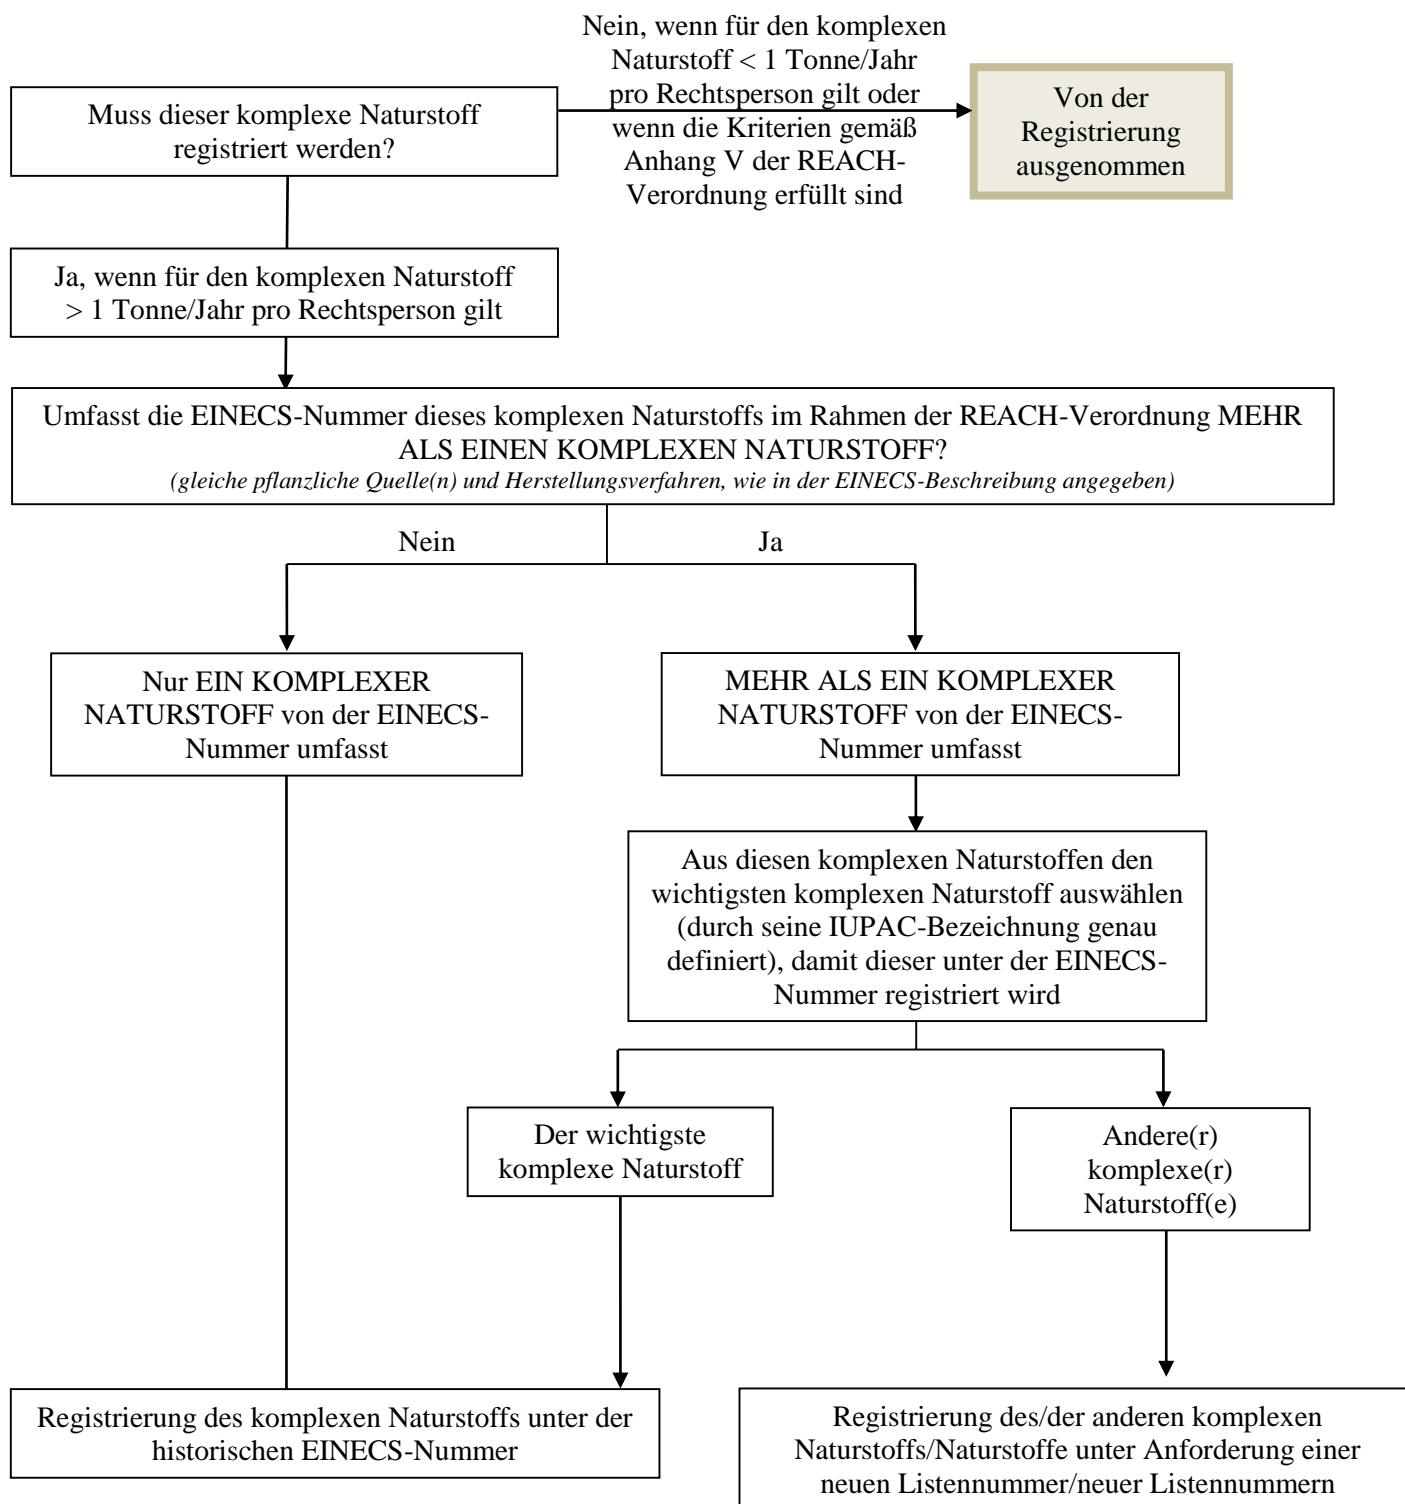 Nein, wenn für den komplexen
Naturstoff < 1 Tonne/Jahr
pro Rechtsperson gilt oder
wenn die Kriterien gemäß
Anhang V der REACH-
Verordnung erfüllt sind
Muss dieser komplexe Naturstoff
registriert werden?
Von der
Registrierung
ausgenommen
Ja, wenn für den komplexen Naturstoff
> 1 Tonne/Jahr pro Rechtsperson gilt
Umfasst die EINECS-Nummer dieses komplexen Naturstoffs im Rahmen der REACH-Verordnung MEHR
ALS EINEN KOMPLEXEN NATURSTOFF?
(gleiche pflanzliche Quelle(n) und Herstellungsverfahren, wie in der EINECS-Beschreibung angegeben)
Nein
Ja
Nur EIN KOMPLEXER
NATURSTOFF von der EINECS-
Nummer umfasst
MEHR ALS EIN KOMPLEXER
NATURSTOFF von der EINECS-
Nummer umfasst
Aus diesen komplexen Naturstoffen den
wichtigsten komplexen Naturstoff auswählen
(durch seine IUPAC-Bezeichnung genau
definiert), damit dieser unter der EINECS-
Nummer registriert wird
Der wichtigste
komplexe Naturstoff
Andere(r)
komplexe(r)
Naturstoff(e)
Registrierung des komplexen Naturstoffs unter der
historischen EINECS-Nummer
Registrierung des/der anderen komplexen
Naturstoffs/Naturstoffe unter Anforderung einer
neuen Listennummer/neuer Listennummern